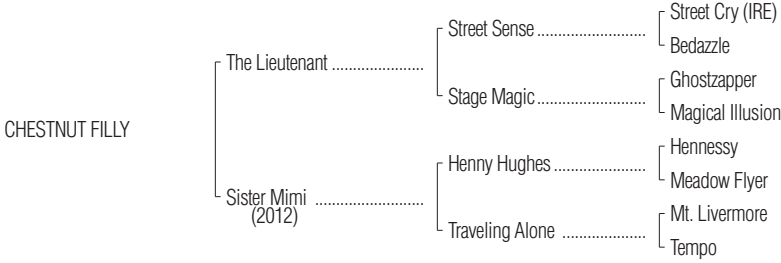 Street Cry (IRE)
Street Sense ..........................
Bedazzle
The Lieutenant ......................
Ghostzapper
Stage Magic..........................
Magical Illusion
CHESTNUT FILLY
Hennessy
Henny Hughes ......................
Meadow Flyer
Sister Mimi ..........................
(2012)
Mt. Livermore
Traveling Alone ....................
Tempo